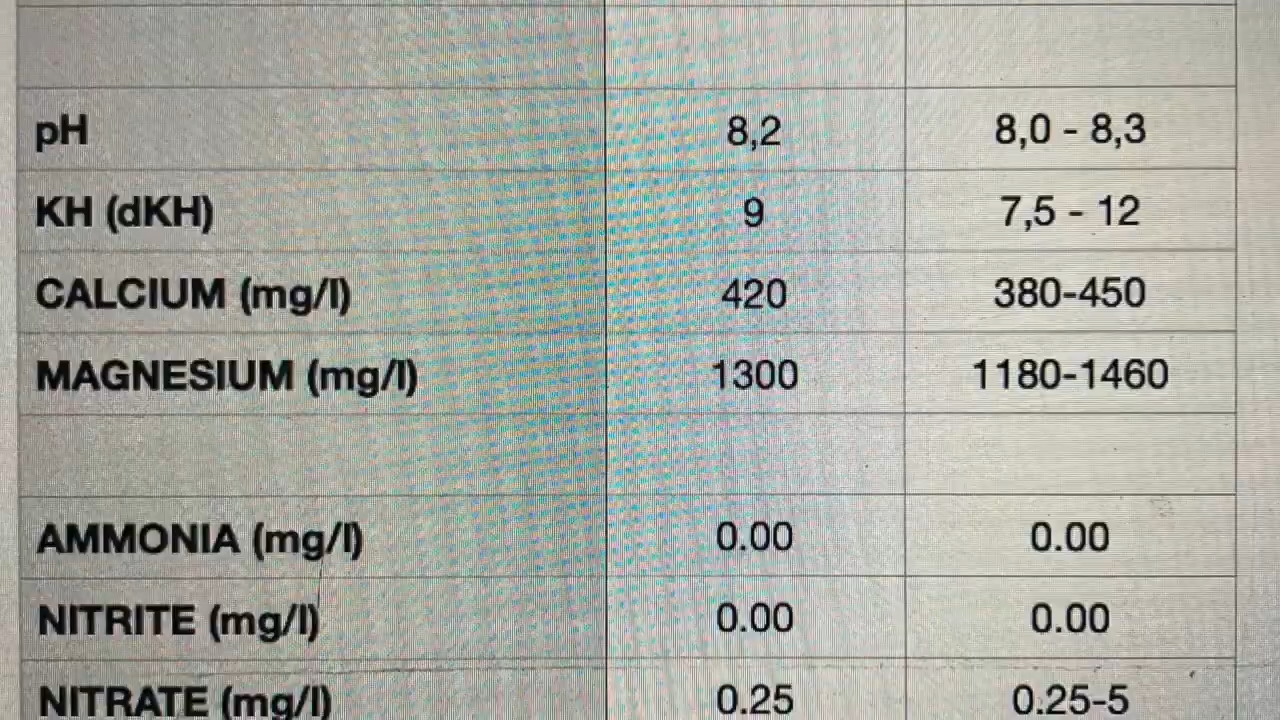 pH 8,2 8,0 - 8,3
KH (dKH) 9 7,5 - 12
CALCIUM (mg/l) 420 380-450
MAGNESIUM (mg/l) 1300 1180-1460
AMMONIA (mg/l) 0.00 0.00
NITRITE (mg/l) 0.00 0.00
NITRATE (mg/l) 0.25 0.25-5